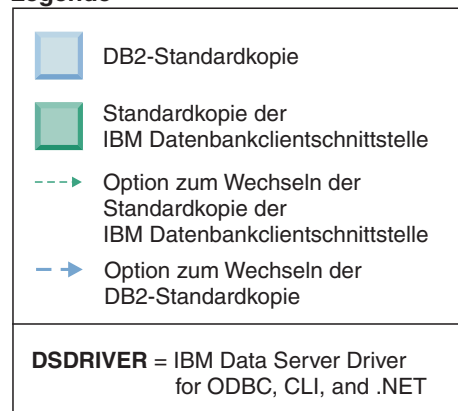 Legende
DB2-Standardkopie
Standardkopie der
IBM Datenbankclientschnittstelle
Option zum Wechseln der
Standardkopie der
IBM Datenbankclientschnittstelle
Option zum Wechseln der
DB2-Standardkopie
DSDRIVER = IBM Data Server Driver
for ODBC, CLI, and .NET